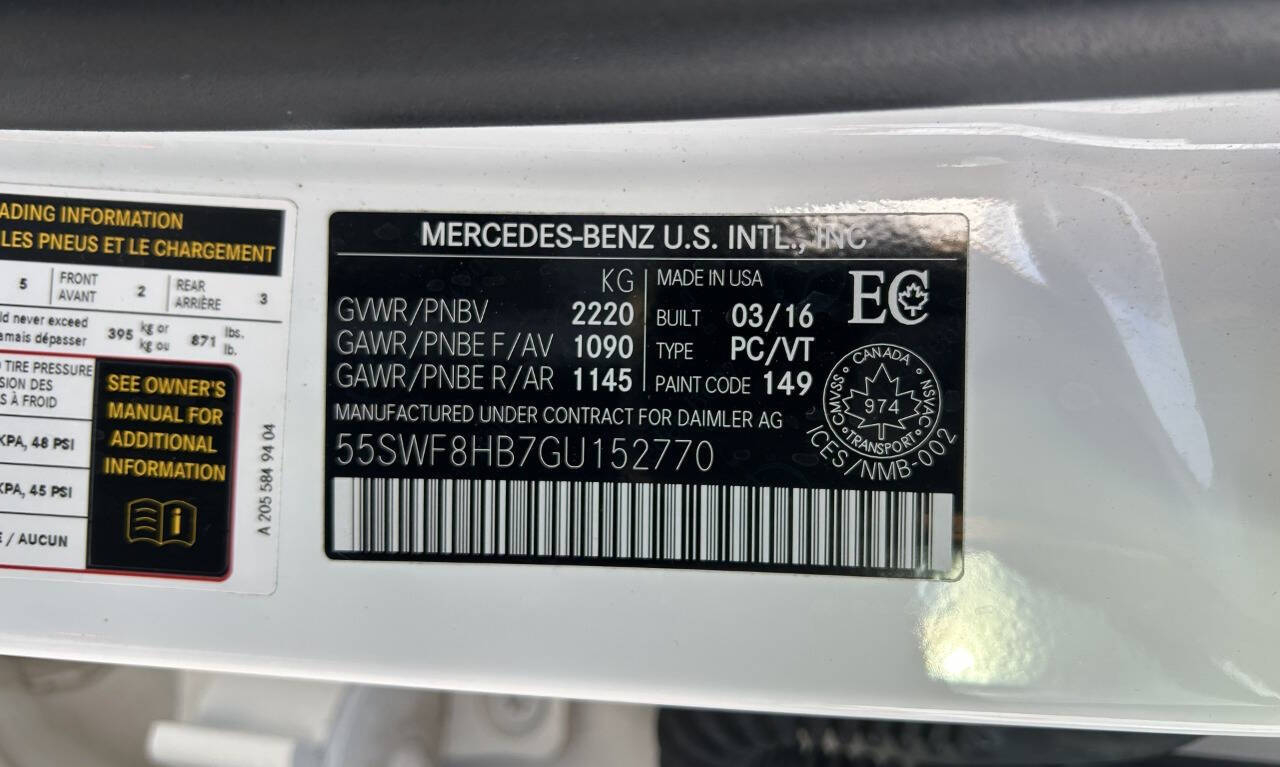 ADING INFORMATION
LES PNEUS ET LE CHARGEMENT
5 FRONT AVANT 2 REAR ARRIÈRE 3
never exceed
amais dépasser 395 kg or kg ou 871 lbs. lb.
TIRE PRESSURE
SION DES
À FROID
KPA, 48 PSI
KPA, 45 PSI
/ AUCUN
SEE OWNER'S
MANUAL FOR
ADDITIONAL
INFORMATION
i
A 205 584 94 04
MERCEDES-BENZ U.S. INTL., INC
KG
GVWR/PNBV 2220
GAWR/PNBE F/AV 1090
GAWR/PNBE R/AR 1145
MADE IN USA
BUILT 03/16
TYPE PC/VT
PAINT CODE 149
EC
MANUFACTURED UNDER CONTRACT FOR DAIMLER AG
55SWF8HB7GU152770
CANADA
NSVAC
TRANSPORT
SSVAMVC
974
ICES/NMB-002